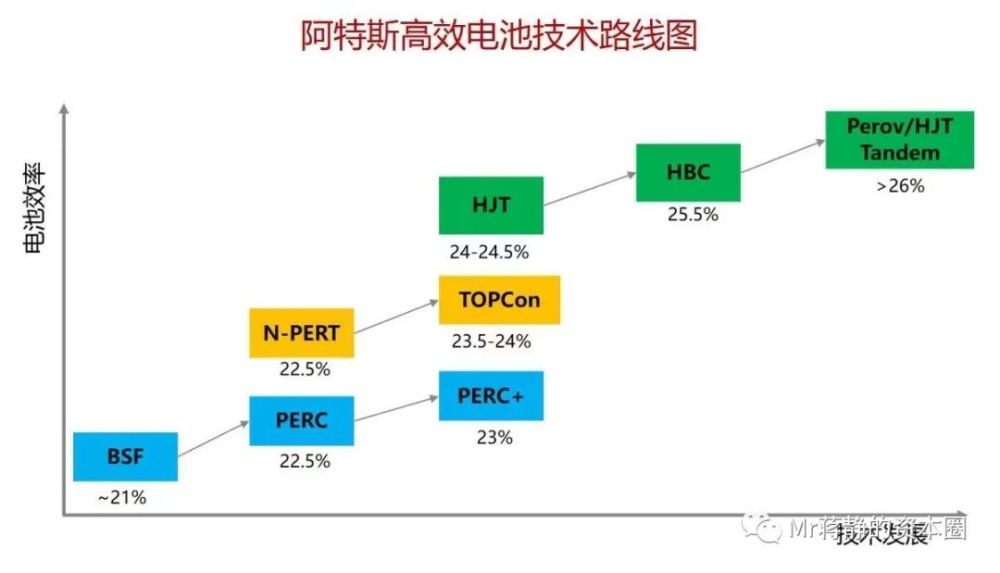 阿特斯高效电池技术路线图
电池效率
Perov/HJT
Tandem
>26%
HBC
25.5%
HJT
24-24.5%
TOPCon
23.5-24%
N-PERT
22.5%
PERC+
23%
PERC
22.5%
BSF
~21%
技术发展
Mr蒋静的资本圈